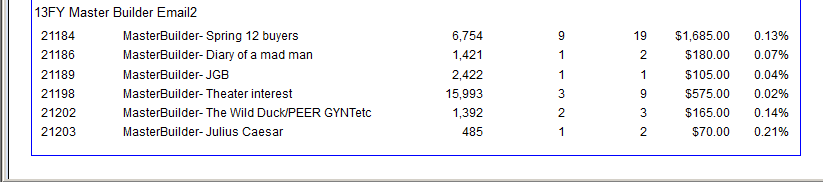 13FY Master Builder Email2
21184 MasterBuilder- Spring 12 buyers 6,754 9 19 $1,685.00 0.13%
21186 MasterBuilder- Diary of a mad man 1,421 1 2 $180.00 0.07%
21189 MasterBuilder- JGB 2,422 1 1 $105.00 0.04%
21198 MasterBuilder- Theater interest 15,993 3 9 $575.00 0.02%
21202 MasterBuilder- The Wild Duck/PEER GYNTetc 1,392 2 3 $165.00 0.14%
21203 MasterBuilder- Julius Caesar 485 1 2 $70.00 0.21%